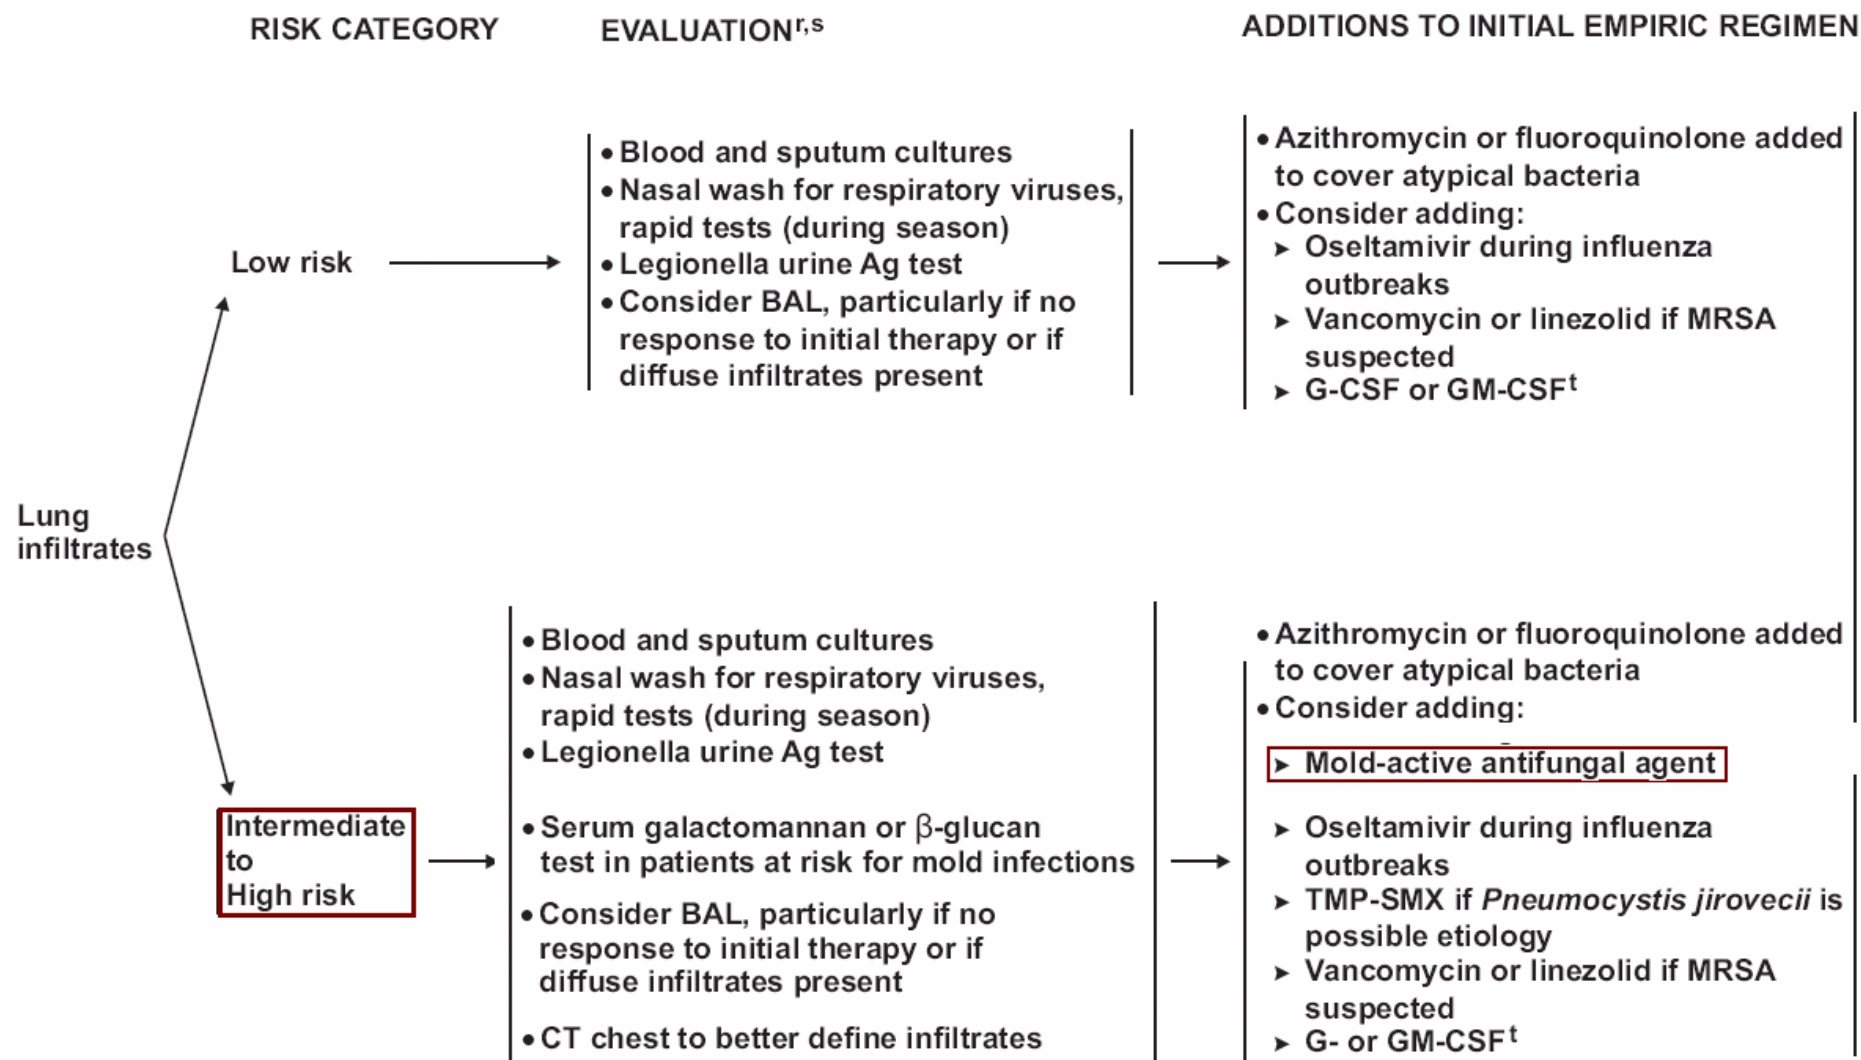 RISK CATEGORY
EVALUATIONr,s
ADDITIONS TO INITIAL EMPIRIC REGIMEN
Lung
infiltrates
Low risk
• Blood and sputum cultures
• Nasal wash for respiratory viruses,
rapid tests (during season)
• Legionella urine Ag test
• Consider BAL, particularly if no
response to initial therapy or if
diffuse infiltrates present
• Azithromycin or fluoroquinolone added
to cover atypical bacteria
• Consider adding:
➤ Oseltamivir during influenza
outbreaks
➤ Vancomycin or linezolid if MRSA
suspected
➤ G-CSF or GM-CSFt
Intermediate
to
High risk
• Blood and sputum cultures
• Nasal wash for respiratory viruses,
rapid tests (during season)
• Legionella urine Ag test
• Serum galactomannan or β-glucan
test in patients at risk for mold infections
• Consider BAL, particularly if no
response to initial therapy or if
diffuse infiltrates present
• CT chest to better define infiltrates
• Azithromycin or fluoroquinolone added
to cover atypical bacteria
• Consider adding:
➤ Mold-active antifungal agent
➤ Oseltamivir during influenza
outbreaks
➤ TMP-SMX if Pneumocystis jirovecii is
possible etiology
➤ Vancomycin or linezolid if MRSA
suspected
➤ G- or GM-CSFt